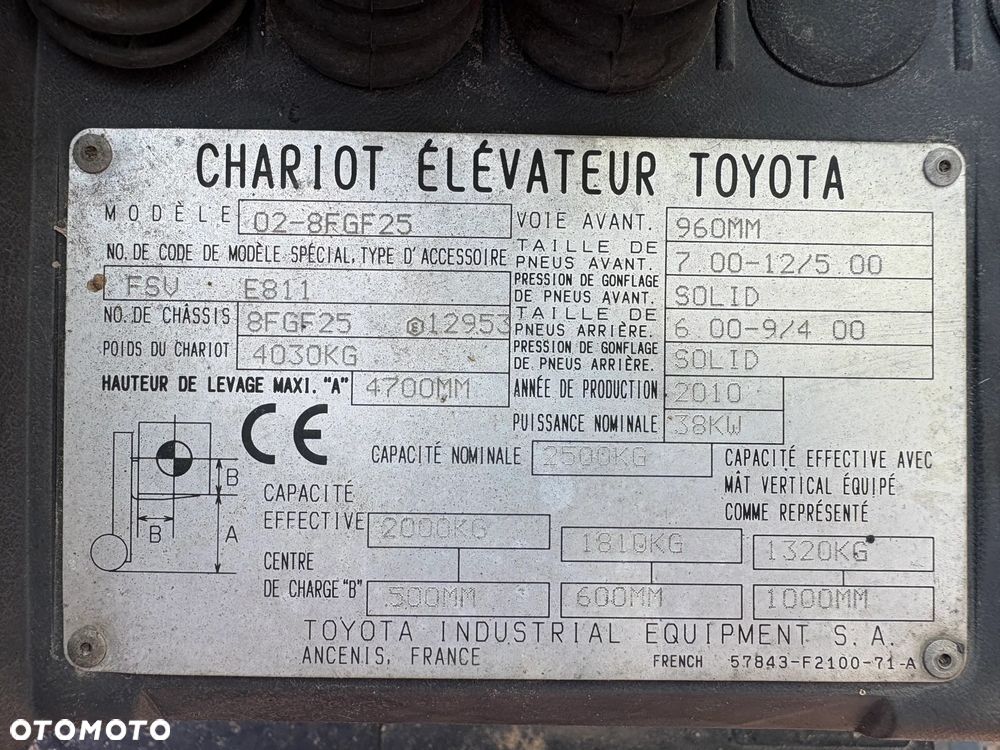 CHARIOT ÉLÉVATEUR TOYOTA
MODÈLE 02-8FGF25
NO. DE CODE DE MODÈLE SPÉCIAL, TYPE D'ACCESSOIRE
FSV E811
NO. DE CHÂSSIS 8FGF25 Ⓔ12953
POIDS DU CHARIOT 4030KG
HAUTEUR DE LEVAGE MAXI. "A" 4700MM
VOIE AVANT. 960MM
TAILLE DE
PNEUS AVANT. 7 00-12/5 00
PRESSION DE GONFLAGE
DE PNEUS AVANT. SOLID
TAILLE DE
PNEUS ARRIÈRE. 6 00-9/4 00
PRESSION DE GONFLAGE
DE PNEUS ARRIÈRE. SOLID
ANNÉE DE PRODUCTION 2010
PUISSANCE NOMINALE 38KW
CE
CAPACITÉ NOMINALE 2500KG
CAPACITÉ EFFECTIVE AVEC
MÂT VERTICAL ÉQUIPÉ
COMME REPRÉSENTÉ
B
B
A
CAPACITÉ
EFFECTIVE 2000KG 1810KG 1320KG
CENTRE
DE CHARGE "B" 500MM 600MM 1000MM
TOYOTA INDUSTRIAL EQUIPMENT S.A.
ANCENIS, FRANCE
FRENCH 57843-F2100-71-A
OTOMOTO